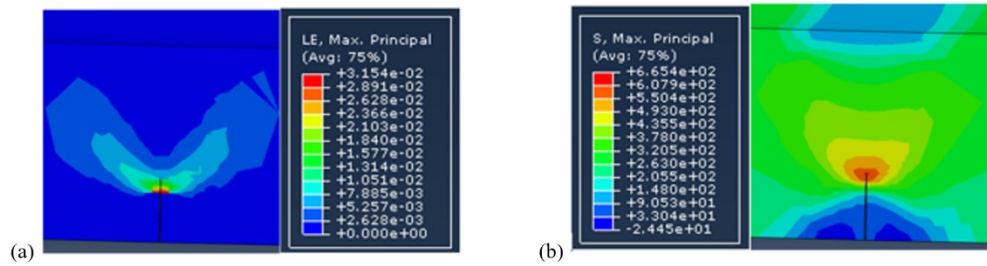 LE, Max. Principal
(Avg: 75%)
+3.154e-02
+2.891e-02
+2.628e-02
+2.366e-02
+2.103e-02
+1.840e-02
+1.577e-02
+1.314e-02
+1.051e-02
+7.885e-03
+5.257e-03
+2.628e-03
+0.000e+00
(a)
S, Max. Principal
(Avg: 75%)
+6.654e+02
+6.079e+02
+5.504e+02
+4.930e+02
+4.355e+02
+3.780e+02
+3.205e+02
+2.630e+02
+2.055e+02
+1.480e+02
+9.053e+01
+3.304e+01
-2.445e+01
(b)